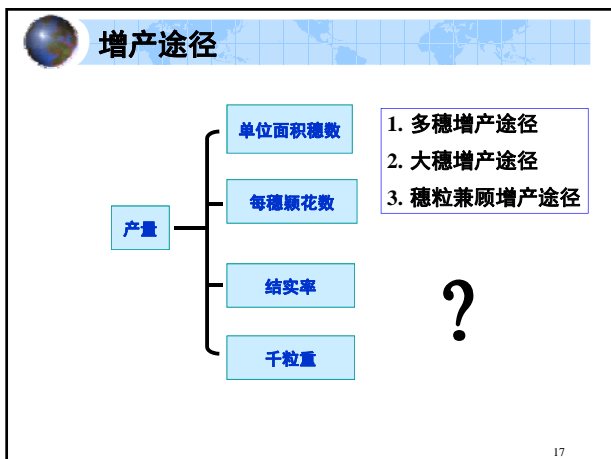 增产途径
单位面积穗数
每穗颖花数
产量
结实率
千粒重
1. 多穗增产途径
2. 大穗增产途径
3. 穗粒兼顾增产途径
?
17